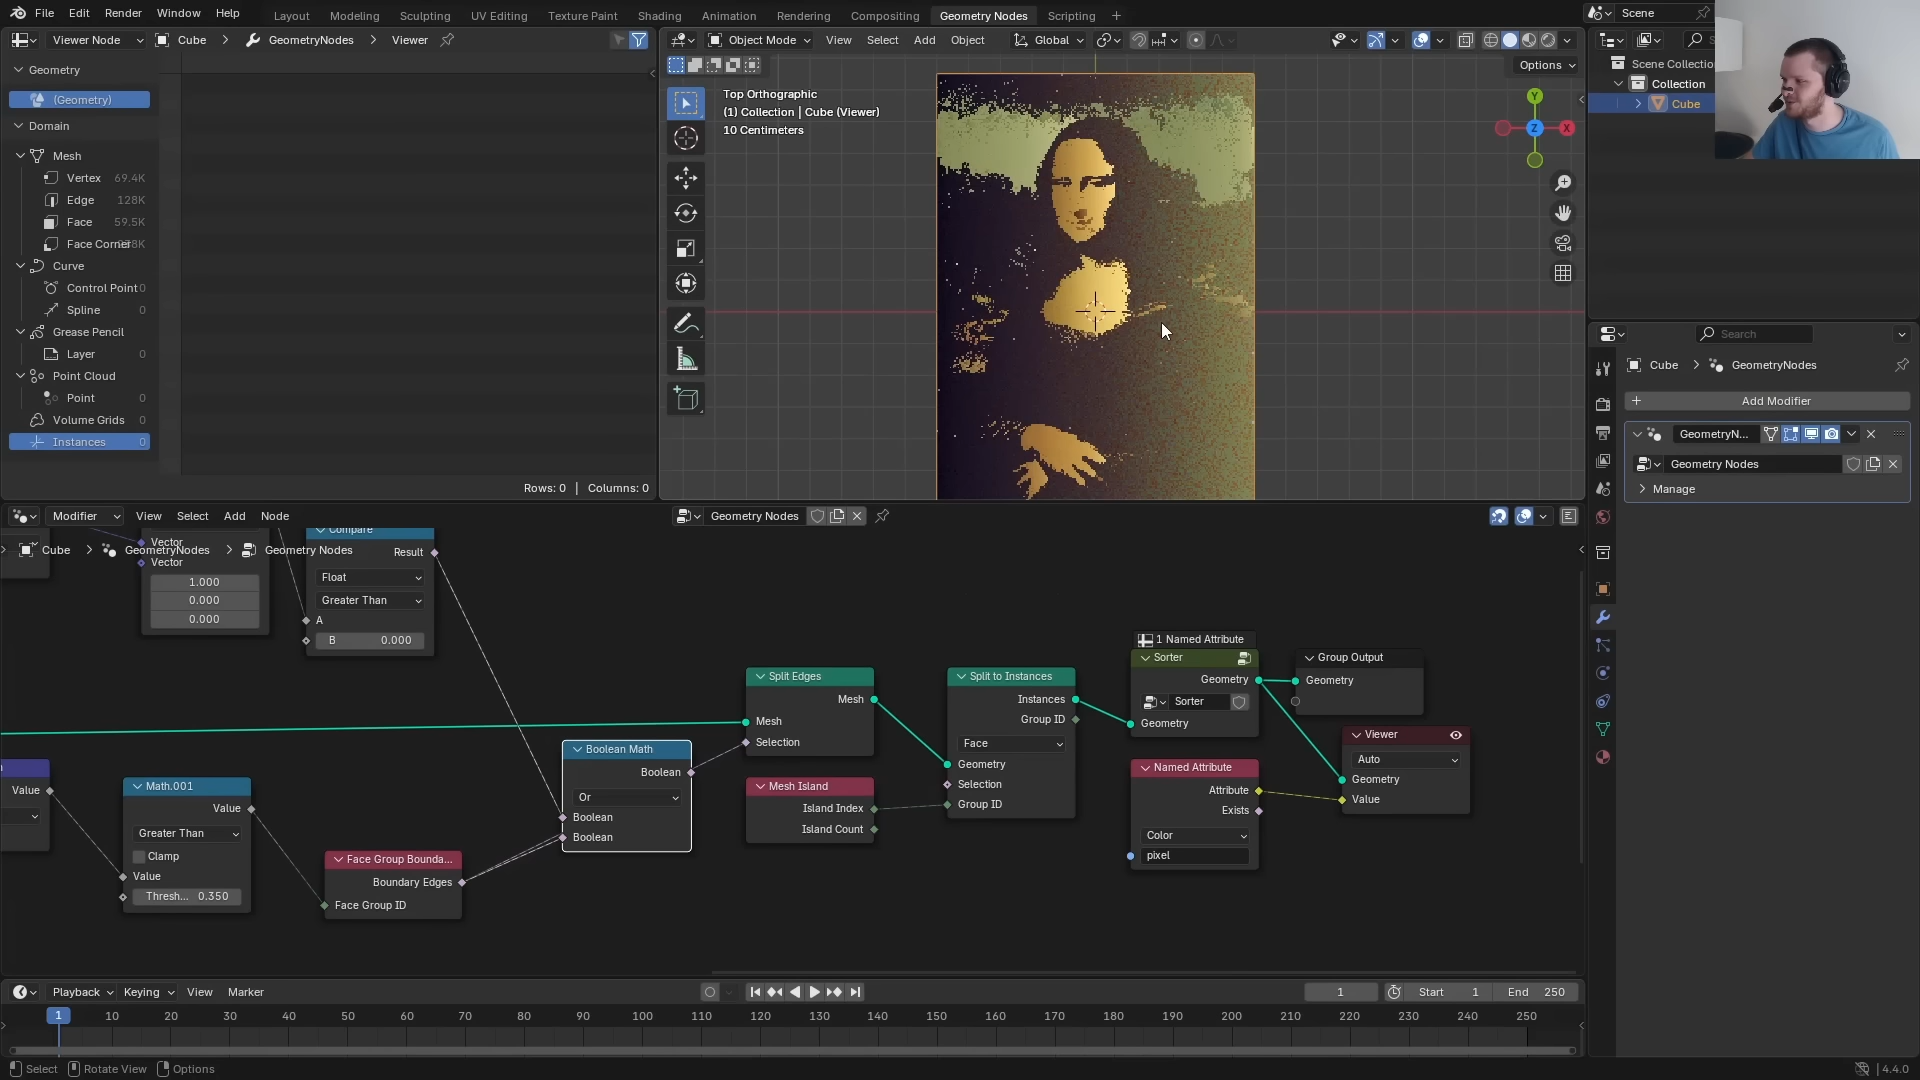 File Edit Render Window Help
Layout Modeling Sculpting UV Editing Texture Paint Shading Animation Rendering Compositing Geometry Nodes Scripting
Scene
Viewer Node
Cube
GeometryNodes
Viewer
Object Mode
View Select Add Object
Global
Options
Geometry
(Geometry)
Domain
Mesh
Vertex 69.4K
Edge 128K
Face 59.5K
Face Corne
Curve
Control Point 0
Spline 0
Grease Pencil
Layer 0
Point Cloud
Point 0
Volume Grids 0
Instances 0
Rows: 0 | Columns: 0
Top Orthographic
(1) Collection | Cube (Viewer)
10 Centimeters
Y
Z
X
Scene Collectio
Collection
Cube
Search
Cube
GeometryNodes
Add Modifier
GeometryN...
Geometry Nodes
Manage
Modifier
View Select Add Node
Geometry Nodes
Cube
GeometryNodes
Geometry Nodes
Vector
Vector
1.000
0.000
0.000
Compare
Result
Float
Greater Than
A
B 0.000
Value
Math.001
Value
Greater Than
Clamp
Value
Thresh... 0.350
Face Group Bounda...
Boundary Edges
Face Group ID
Boolean Math
Boolean
Or
Boolean
Boolean
Split Edges
Mesh
Mesh
Selection
Mesh Island
Island Index
Island Count
Split to Instances
Instances
Group ID
Face
Geometry
Selection
Group ID
1 Named Attribute
Sorter
Geometry
Sorter
Geometry
Named Attribute
Attribute
Exists
Color
pixel
Group Output
Geometry
Viewer
Auto
Geometry
Value
Playback Keying View Marker
1
Start 1
End 250
1 10 20 30 40 50 60 70 80 90 100 110 120 130 140 150 160 170 180 190 200 210 220 230 240 250
Select Rotate View Options
4.4.0